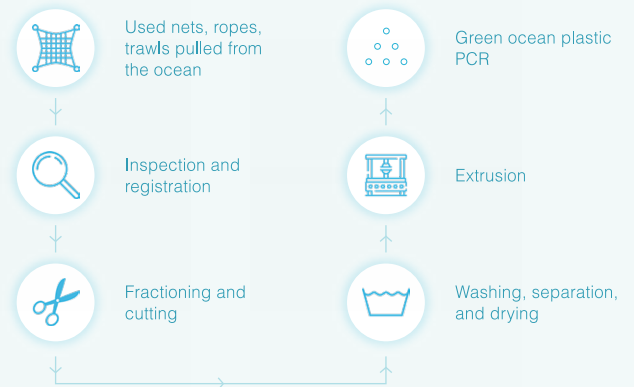 Used nets, ropes,
trawls pulled from
the ocean
Inspection and
registration
Fractioning and
cutting
Washing, separation,
and drying
Extrusion
Green ocean plastic
PCR